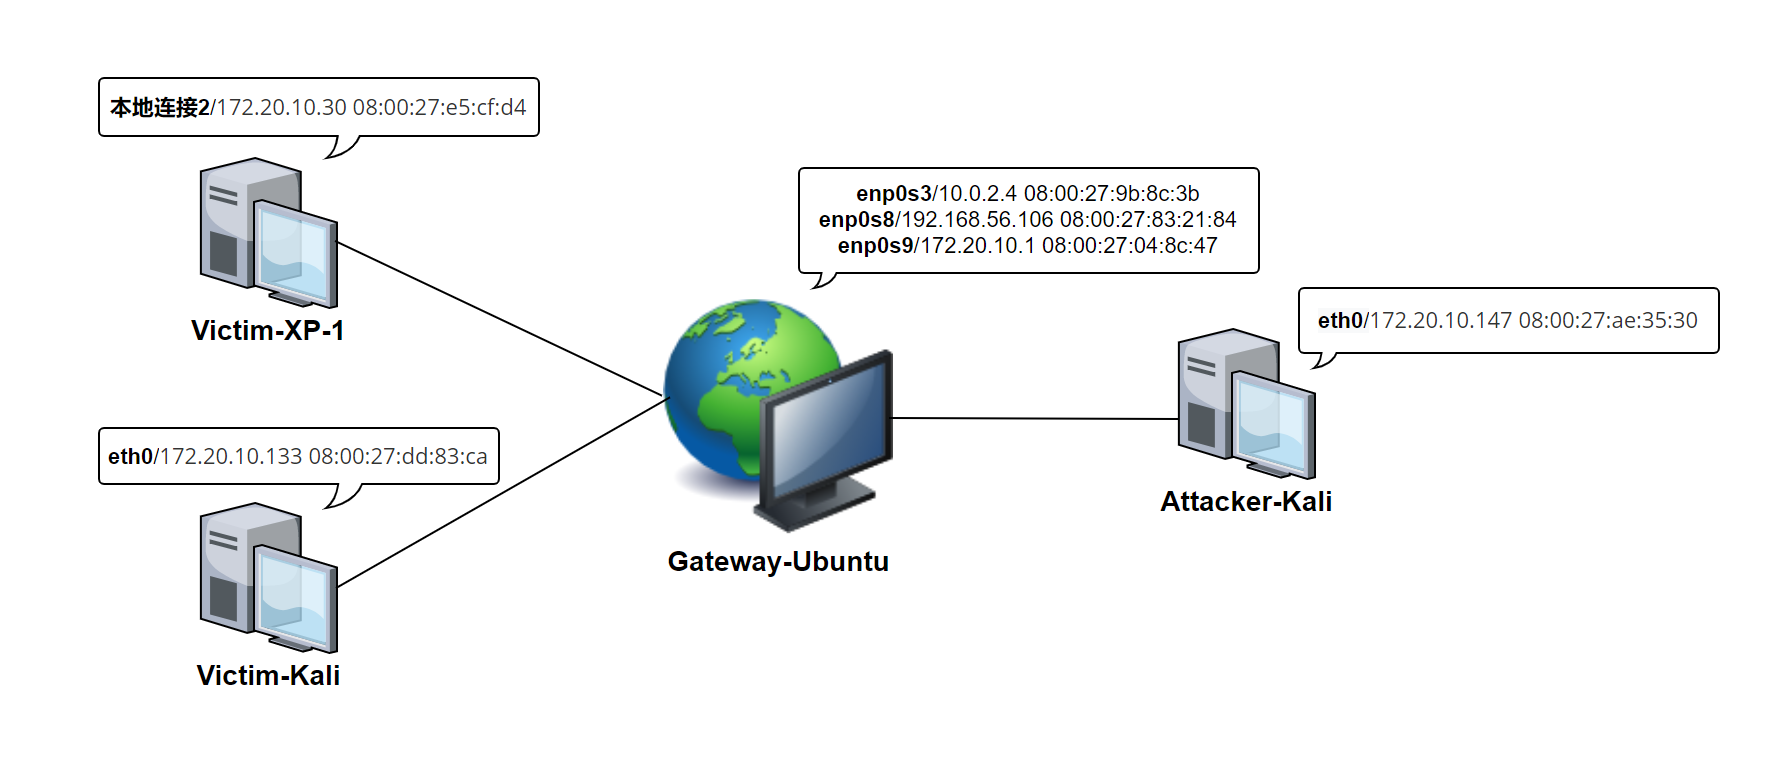 本地连接2/172.20.10.30 08:00:27:e5:cf:d4
Victim-XP-1
enp0s3/10.0.2.4 08:00:27:9b:8c:3b
enp0s8/192.168.56.106 08:00:27:83:21:84
enp0s9/172.20.10.1 08:00:27:04:8c:47
eth0/172.20.10.147 08:00:27:ae:35:30
eth0/172.20.10.133 08:00:27:dd:83:ca
Attacker-Kali
Gateway-Ubuntu
Victim-Kali